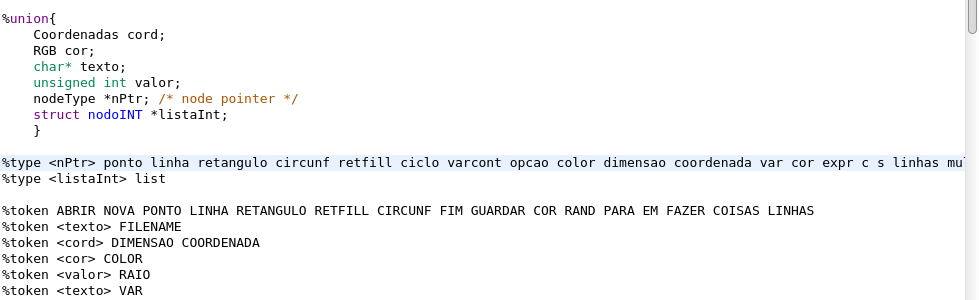 %union{
    Coordenadas cord;
    RGB cor;
    char* texto;
    unsigned int valor;
    nodeType *nPtr; /* node pointer */
    struct nodoINT *listaInt;
    }
%type <nPtr> ponto linha retangulo circunf retfill ciclo varcont opcao color dimensao coordenada var cor expr c s linhas
%type <listaInt> list
%token ABRIR NOVA PONTO LINHA RETANGULO RETFILL CIRCUNF FIM GUARDAR COR RAND PARA EM FAZER COISAS LINHAS
%token <texto> FILENAME
%token <cord> DIMENSAO COORDENADA
%token <cor> COLOR
%token <valor> RAIO
%token <texto> VAR